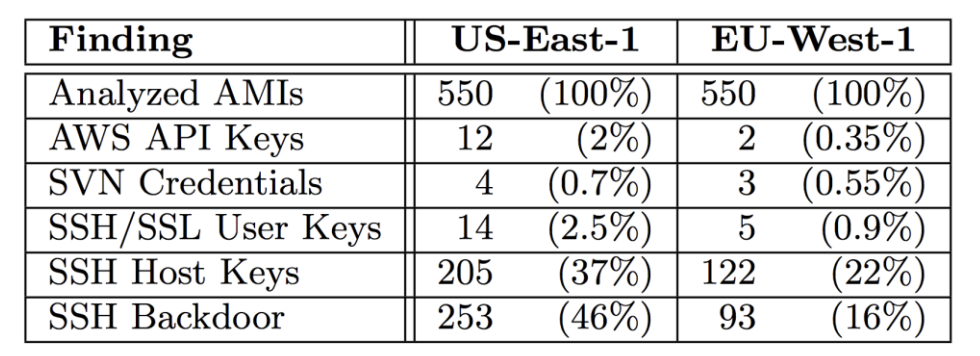 Finding US-East-1 EU-West-1
Analyzed AMIs 550 (100%) 550 (100%)
AWS API Keys 12 (2%) 2 (0.35%)
SVN Credentials 4 (0.7%) 3 (0.55%)
SSH/SSL User Keys 14 (2.5%) 5 (0.9%)
SSH Host Keys 205 (37%) 122 (22%)
SSH Backdoor 253 (46%) 93 (16%)